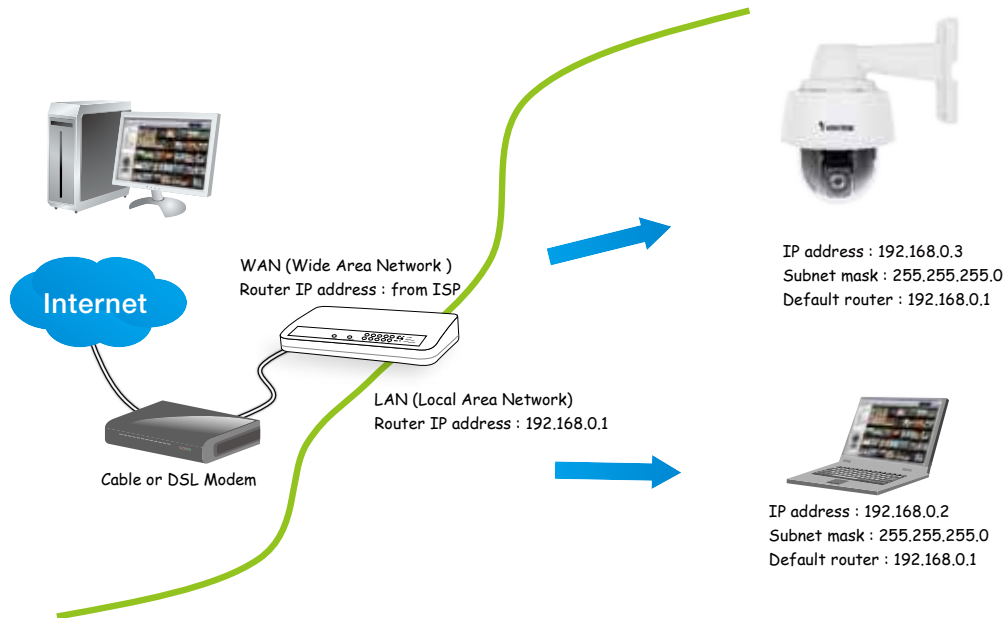 Internet
WAN (Wide Area Network )
Router IP address : from ISP
LAN (Local Area Network)
Router IP address : 192.168.0.1
Cable or DSL Modem
IP address : 192.168.0.3
Subnet mask : 255.255.255.0
Default router : 192.168.0.1
IP address : 192.168.0.2
Subnet mask : 255.255.255.0
Default router : 192.168.0.1